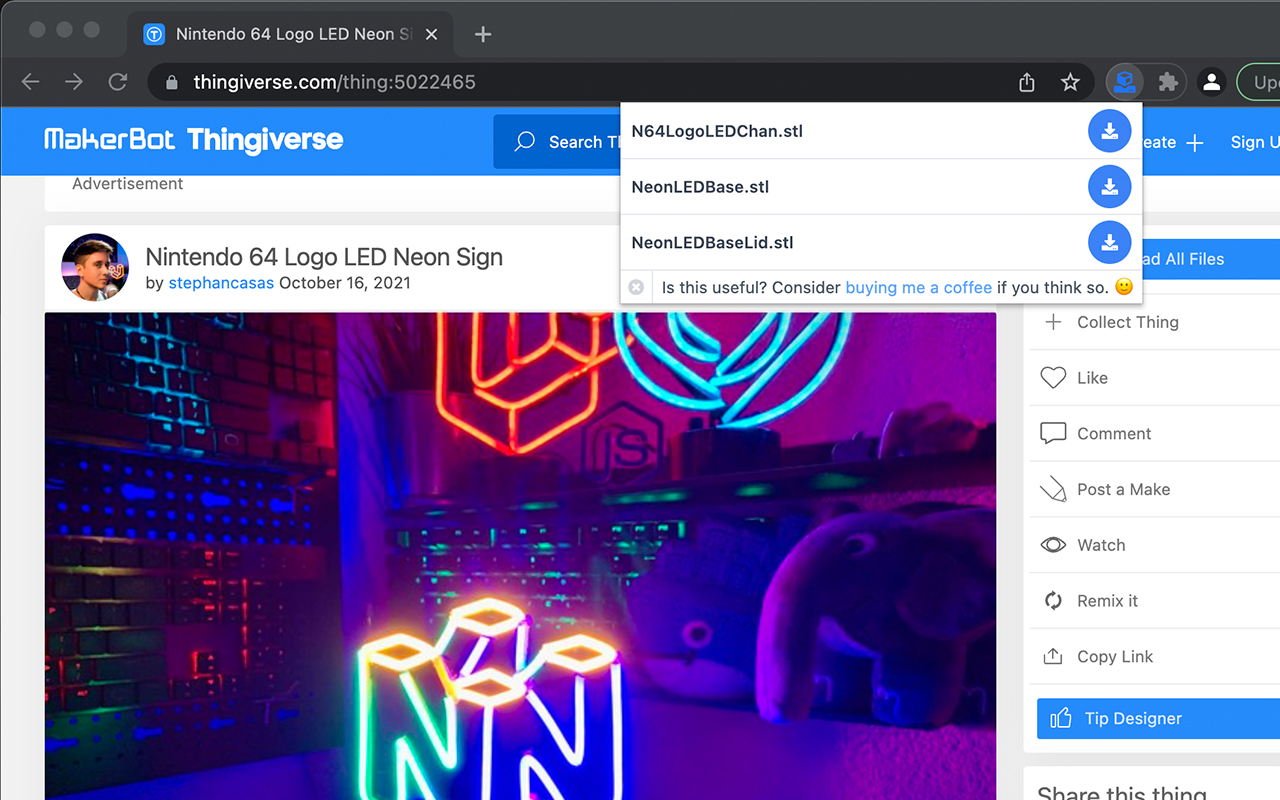 Nintendo 64 Logo LED Neon Si
thingiverse.com/thing:5022465
Upd
MakerBot Thingiverse
Search Th
eate
Sign U
N64LogoLEDChan.stl
NeonLEDBase.stl
NeonLEDBaseLid.stl
Is this useful? Consider buying me a coffee if you think so. 🙂
Advertisement
Nintendo 64 Logo LED Neon Sign
by stephancasas October 16, 2021
ad All Files
Collect Thing
Like
Comment
Post a Make
Watch
Remix it
Copy Link
Tip Designer
Share this thing
JS